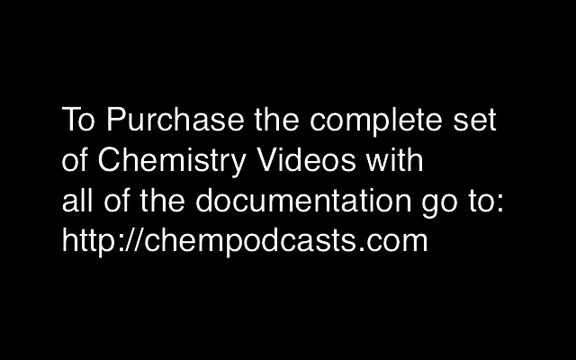 To Purchase the complete set
of Chemistry Videos with
all of the documentation go to:
http://chempodcasts.com